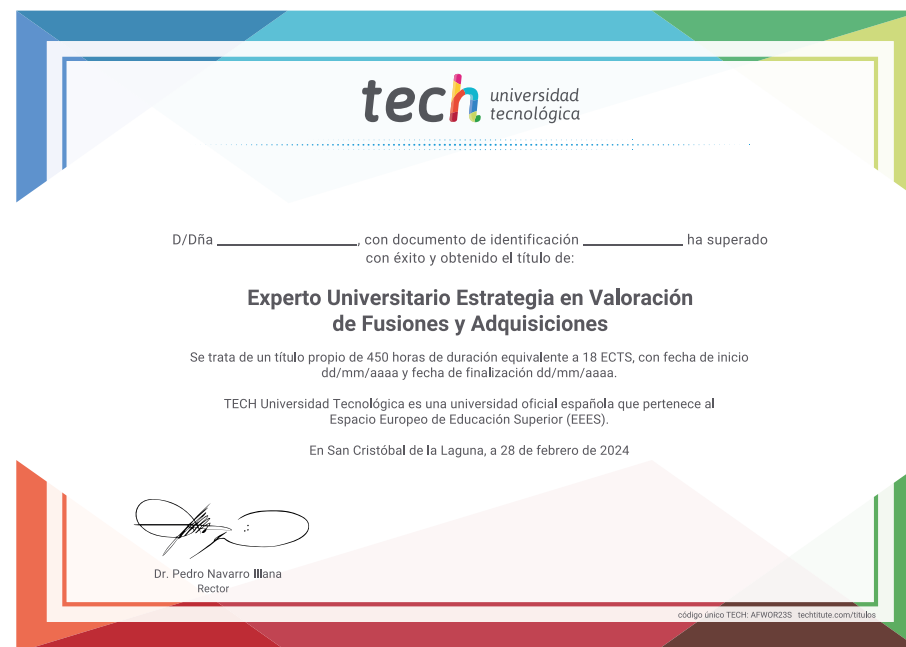 tech universidad
tecnológica
D/Dña ______________, con documento de identificación __________ ha superado
con éxito y obtenido el título de:
Experto Universitario Estrategia en Valoración
de Fusiones y Adquisiciones
Se trata de un título propio de 450 horas de duración equivalente a 18 ECTS, con fecha de inicio
dd/mm/aaaa y fecha de finalización dd/mm/aaaa.
TECH Universidad Tecnológica es una universidad oficial española que pertenece al
Espacio Europeo de Educación Superior (EEES).
En San Cristóbal de la Laguna, a 28 de febrero de 2024
Dr. Pedro Navarro Illana
Rector
código único TECH: AFWOR23S techtitute.com/titulos